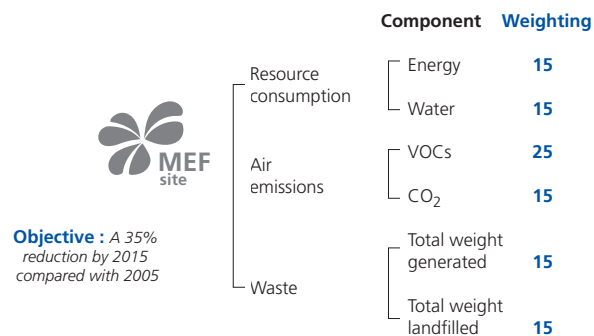 Component Weighting
Resource
consumption
Energy 15
Water 15
MEF
site
Air
emissions
VOCs 25
CO2 15
Objective : A 35%
reduction by 2015
compared with 2005
Waste
Total weight
generated 15
Total weight
landfilled 15